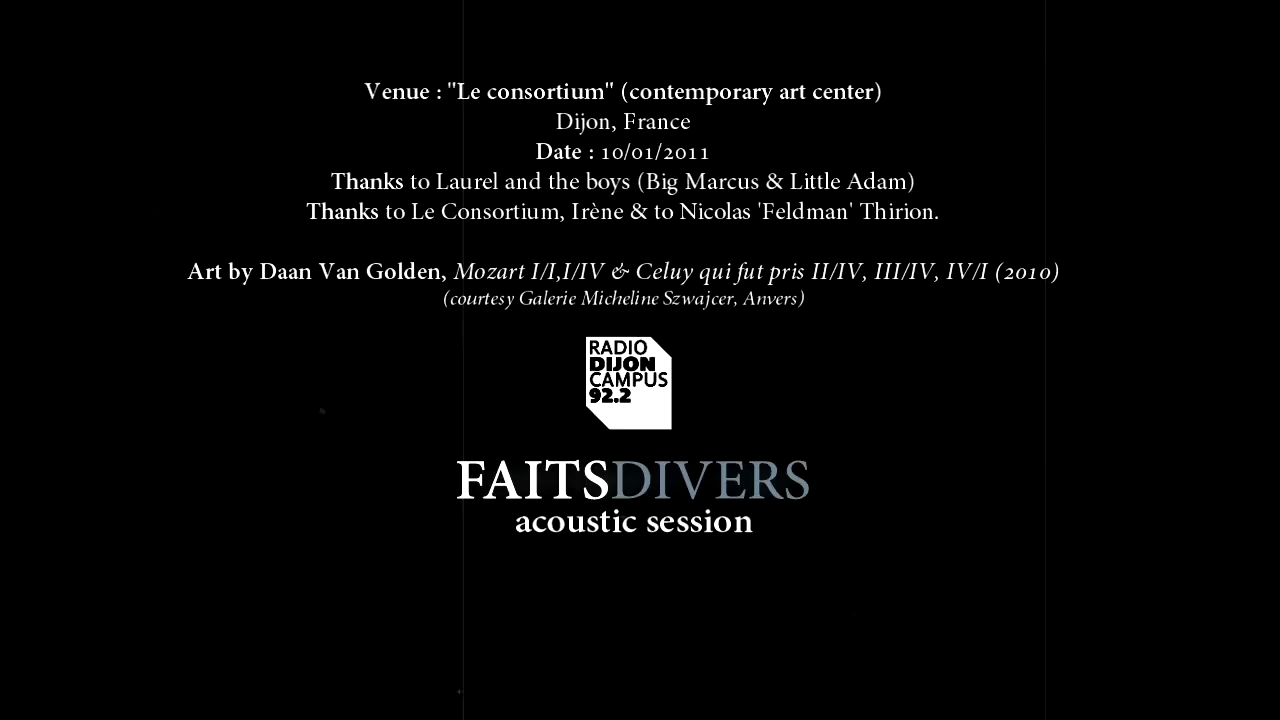 Venue : "Le consortium" (contemporary art center)
Dijon, France
Date : 10/01/2011
Thanks to Laurel and the boys (Big Marcus & Little Adam)
Thanks to Le Consortium, Irène & to Nicolas 'Feldman' Thirion.
Art by Daan Van Golden, Mozart I/I,I/IV & Celuy qui fut pris II/IV, III/IV, IV/I (2010)
(courtesy Galerie Micheline Szwajcer, Anvers)
RADIO
DIJON
CAMPUS
92.2
FAITSDIVERS
acoustic session